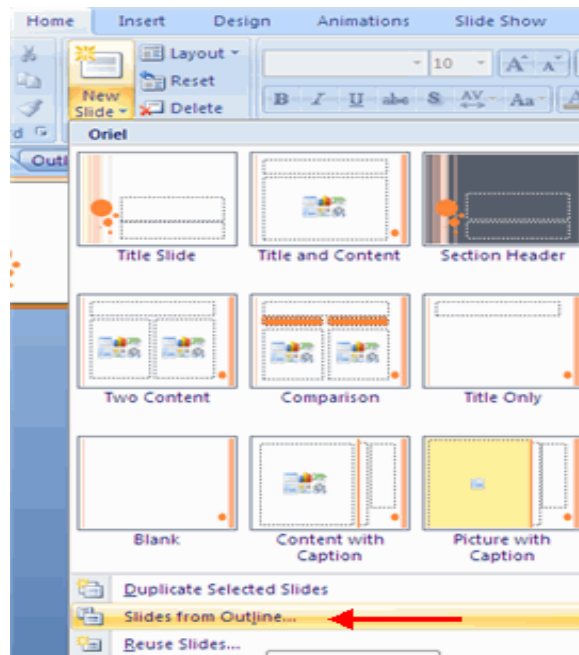 Home Insert Design Animations Slide Show
Layout
10 A A
Reset
New
B I U abc S AV Aa A
Slide
Delete
d
Oriel
Outl
Title Slide Title and Content Section Header
Two Content Comparison Title Only
Blank Content with Caption Picture with Caption
Duplicate Selected Slides
Slides from Outline...
Reuse Slides...